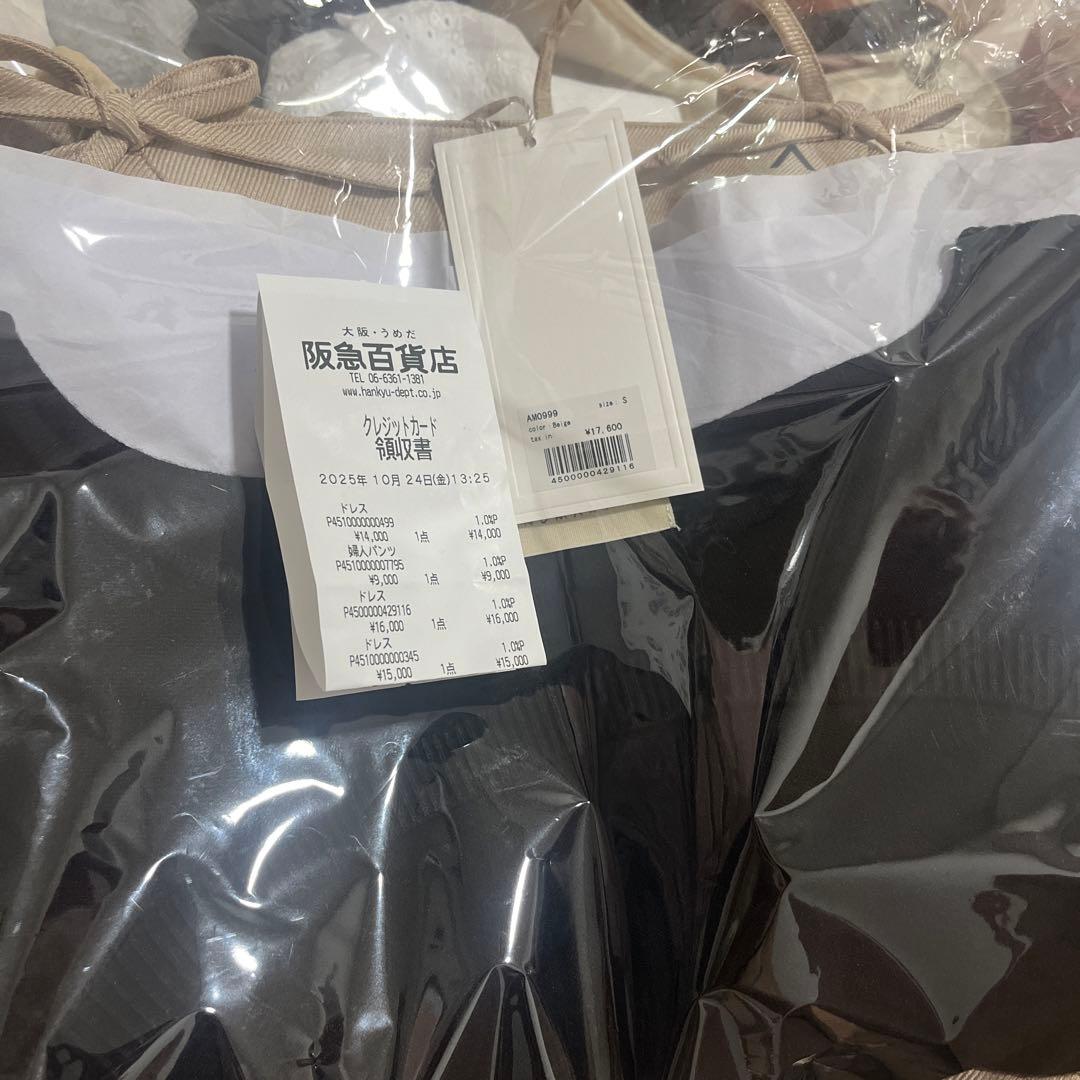 大阪・うめだ
阪急百貨店
TEL 06-6361-1381
www.hankyu-dept.co.jp
クレジットカード
領収書
2025年10月24日(金)13:25
ドレス
P4510000000499 1.0%P
¥14,000 1点 ¥14,000
婦人パンツ
P4510000007795 1.0%P
¥9,000 1点 ¥9,000
ドレス
P4500000429116 1.0%P
¥16,000 1点 ¥16,000
ドレス
P4510000000345 1.0%P
¥15,000 1点 ¥15,000
AM0999 size: S
color: Beige
tax in ¥17,600
4500000429116